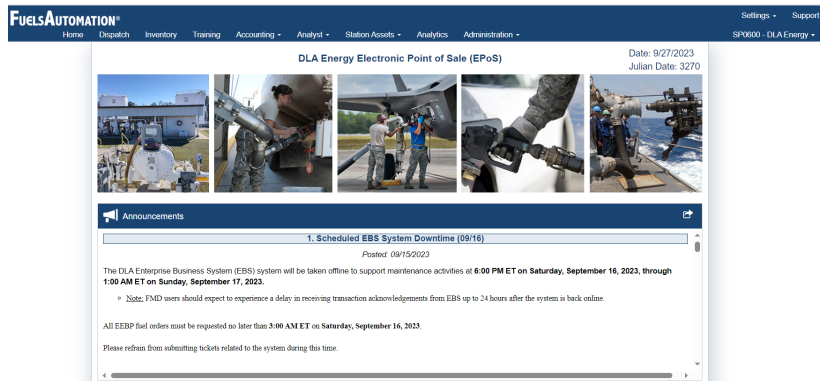 FUELSAUTOMATION®
Settings Support
Home Dispatch Inventory Training Accounting Analyst Station Assets Analytics Administration SP0600 - DLA Energy
DLA Energy Electronic Point of Sale (EPoS)
Date: 9/27/2023
Julian Date: 3270
Announcements
1. Scheduled EBS System Downtime (09/16)
Posted: 09/15/2023
The DLA Enterprise Business System (EBS) system will be taken offline to support maintenance activities at 6:00 PM ET on Saturday, September 16, 2023, through
1:00 AM ET on Sunday, September 17, 2023.
Note: FMD users should expect to experience a delay in receiving transaction acknowledgements from EBS up to 24 hours after the system is back online.
All EEBP fuel orders must be requested no later than 3:00 AM ET on Saturday, September 16, 2023.
Please refrain from submitting tickets related to the system during this time.